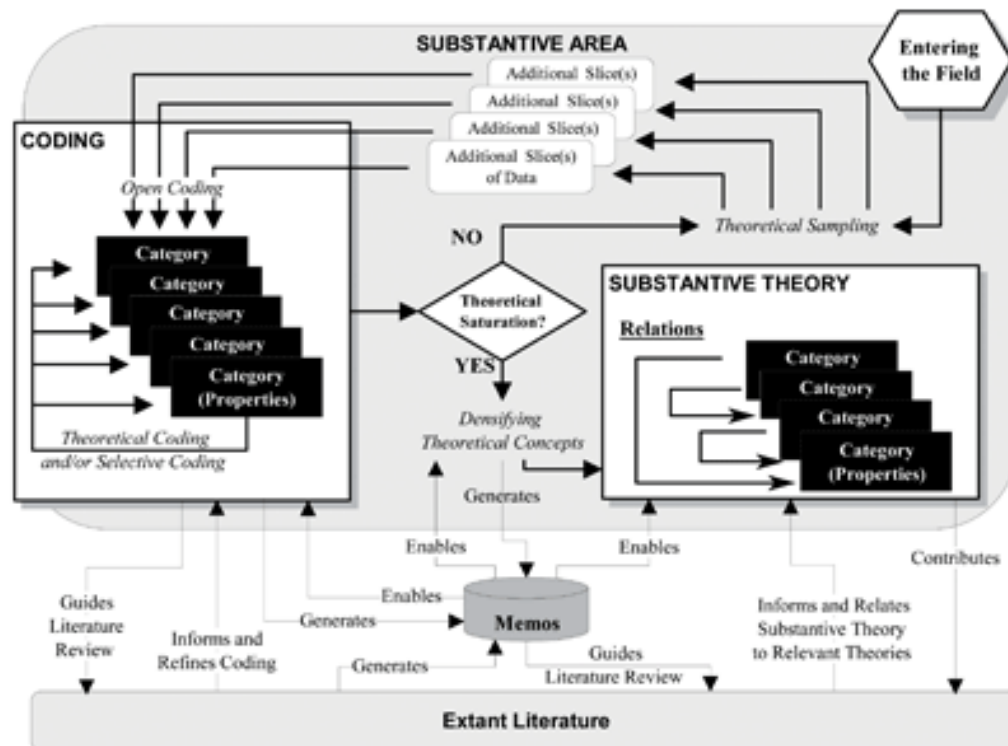 SUBSTANTIVE AREA
Entering
the Field
Additional Slice(s)
Additional Slice(s)
Additional Slice(s)
Additional Slice(s)
of Data
CODING
Open Coding
Category
Category
Category
Category
Category
(Properties)
Theoretical Coding
and/or Selective Coding
NO
Theoretical Sampling
Theoretical
Saturation?
YES
Densifying
Theoretical Concepts
SUBSTANTIVE THEORY
Relations
Category
Category
Category
Category
(Properties)
Generates
Enables
Enables
Contributes
Guides
Literature
Review
Informs and
Refines Coding
Enables
Generates
Memos
Generates
Guides
Literature Review
Informs and Relates
Substantive Theory
to Relevant Theories
Extant Literature